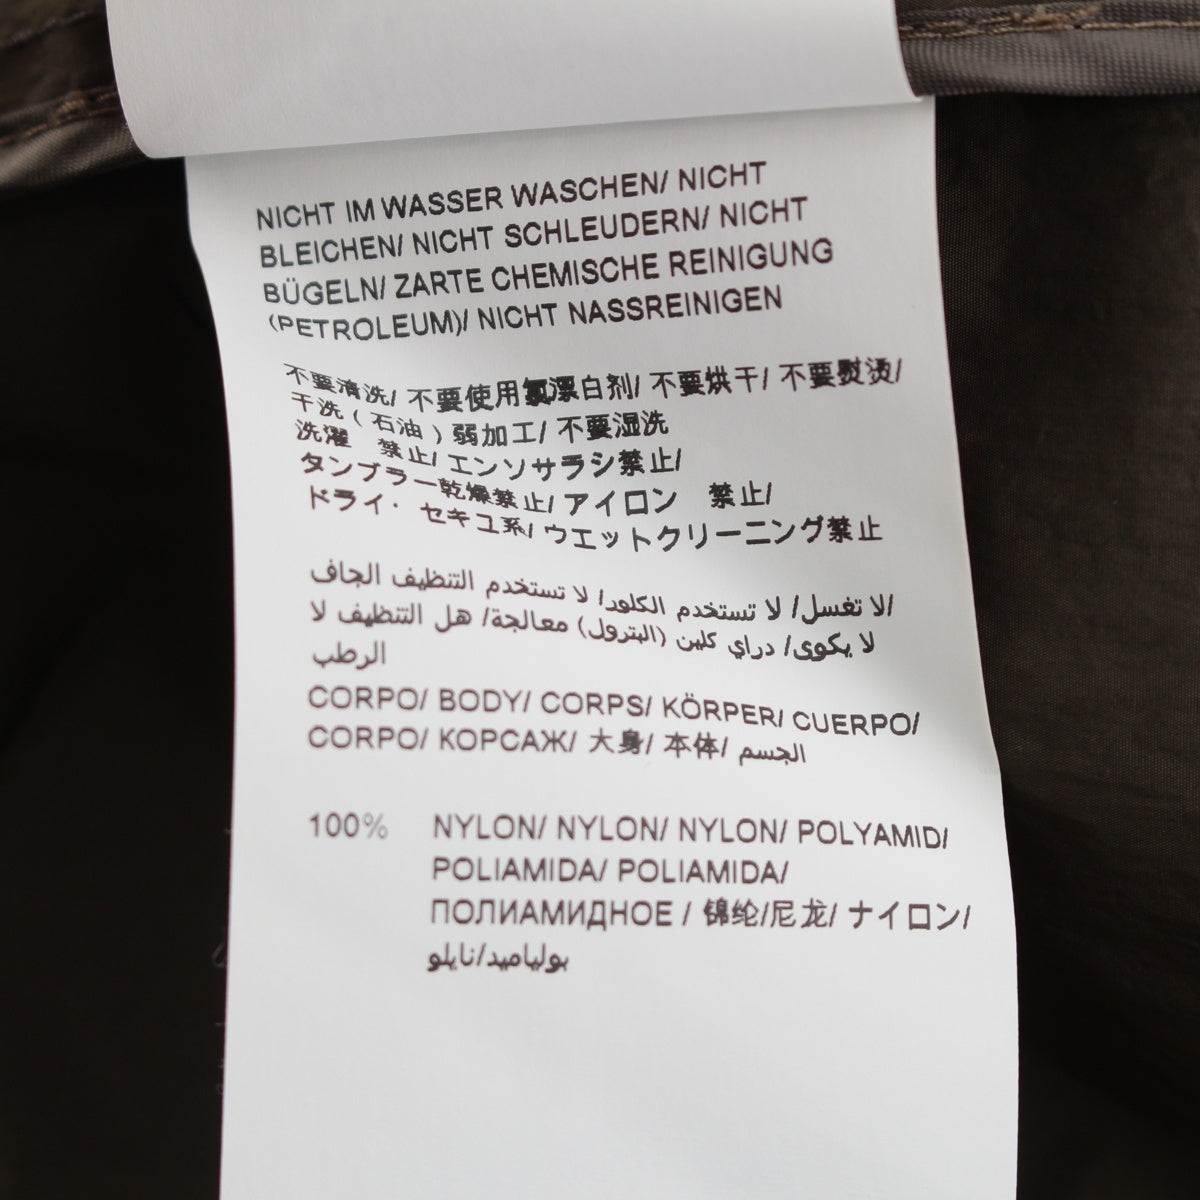 NICHT IM WASSER WASCHEN/ NICHT
BLEICHEN/ NICHT SCHLEUDERN/ NICHT
BÜGELN/ ZARTE CHEMISCHE REINIGUNG
(PETROLEUM)/ NICHT NASSREINIGEN
不要清洗/ 不要使用氯漂白剂/ 不要烘干/ 不要熨烫/
干洗（石油）弱加工/ 不要湿洗
洗濯　禁止/ エンソサラシ禁止/
タンブラー乾燥禁止/ アイロン　禁止/
ドライ・セキユ系/ ウエットクリーニング禁止
لا تغسل/ لا تستخدم الكلور/ لا تستخدم التنظيف الجاف/
لا يكوى/ دراي كلين (البترول) معالجة/ هل التنظيف لا
الرطب
CORPO/ BODY/ CORPS/ KÖRPER/ CUERPO/
CORPO/ КОРСАЖ/ 大身/ 本体/ الجسم
100% NYLON/ NYLON/ NYLON/ POLYAMID/
POLIAMIDA/ POLIAMIDA/
ПОЛИАМИДНОЕ / 锦纶/尼龙/ ナイロン/
بولياميد/نايلو